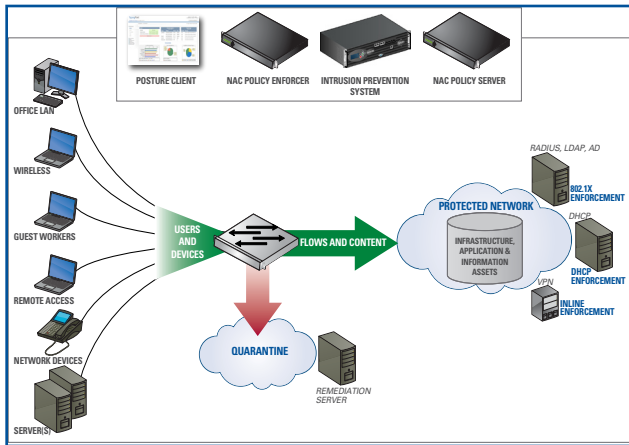 POSTURE CLIENT
NAC POLICY ENFORCER
INTRUSION PREVENTION
SYSTEM
NAC POLICY SERVER
OFFICE LAN
WIRELESS
GUEST WORKERS
REMOTE ACCESS
NETWORK DEVICES
SERVER(S)
USERS
AND
DEVICES
FLOWS AND CONTENT
QUARANTINE
REMEDIATION
SERVER
PROTECTED NETWORK
INFRASTRUCTURE,
APPLICATION &
INFORMATION
ASSETS
RADIUS, LDAP, AD
802.1X
ENFORCEMENT
DHCP
DHCP
ENFORCEMENT
VPN
INLINE
ENFORCEMENT